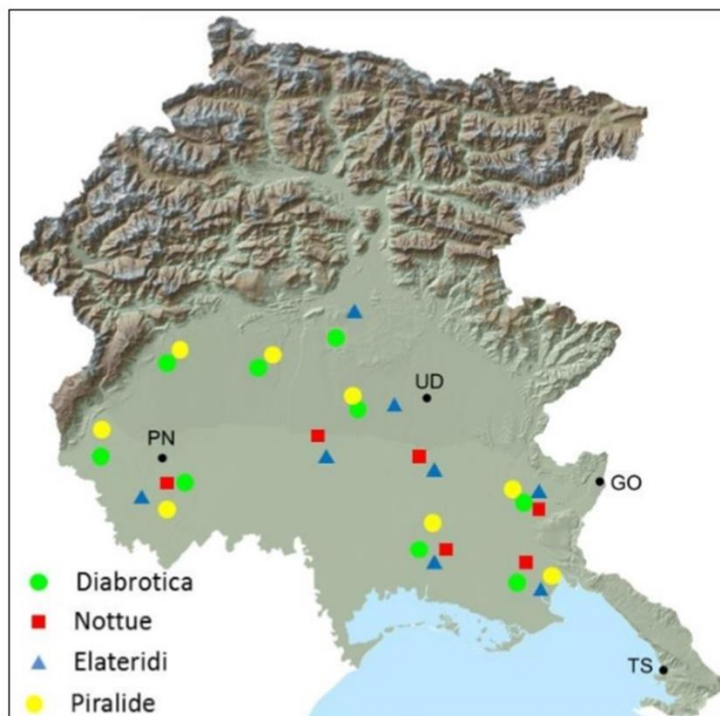 UD
PN
GO
Diabrotica
Nottue
Elateridi
TS
Piralide